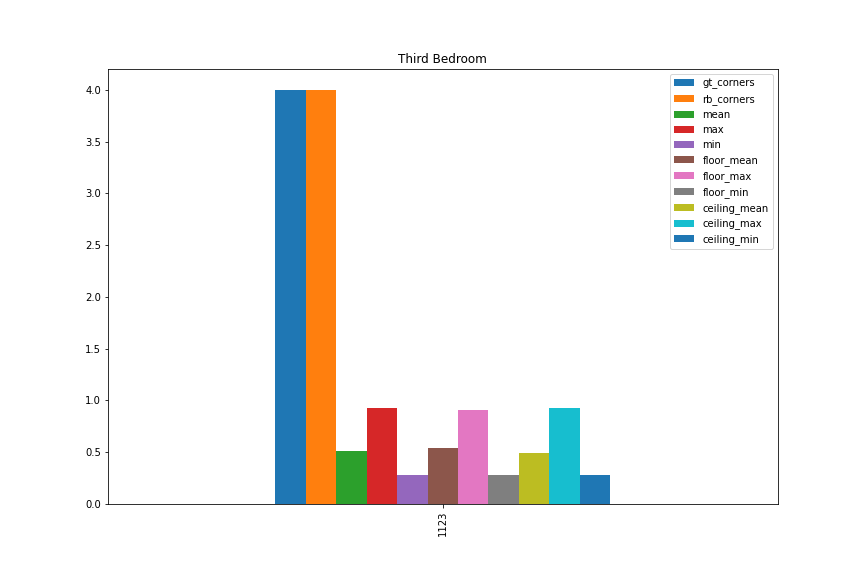 Third Bedroom
4.0
3.5
3.0
2.5
2.0
1.5
1.0
0.5
0.0
1123
gt_corners
rb_corners
mean
max
min
floor_mean
floor_max
floor_min
ceiling_mean
ceiling_max
ceiling_min